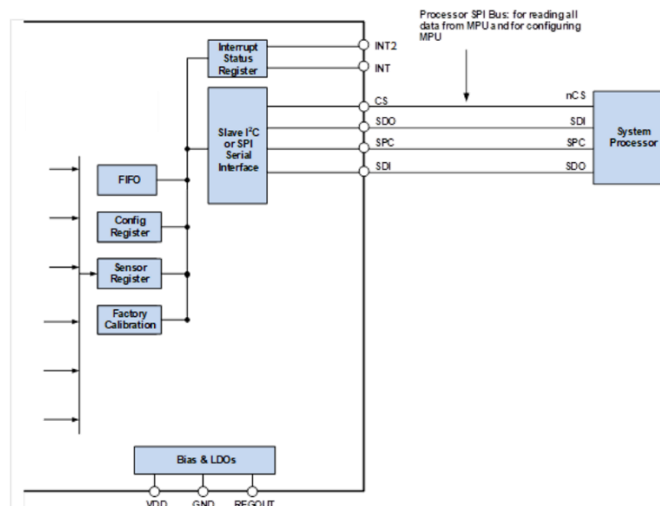 Processor SPI Bus: for reading all
data from MPU and for configuring
MPU
Interrupt
Status
Register
INT2
INT
Slave I²C
or SPI
Serial
Interface
CS
nCS
SDO
SDI
SPC
SPC
SDI
SDO
System
Processor
FIFO
Config
Register
Sensor
Register
Factory
Calibration
Bias & LDOs
VDD
GND
REGOUT